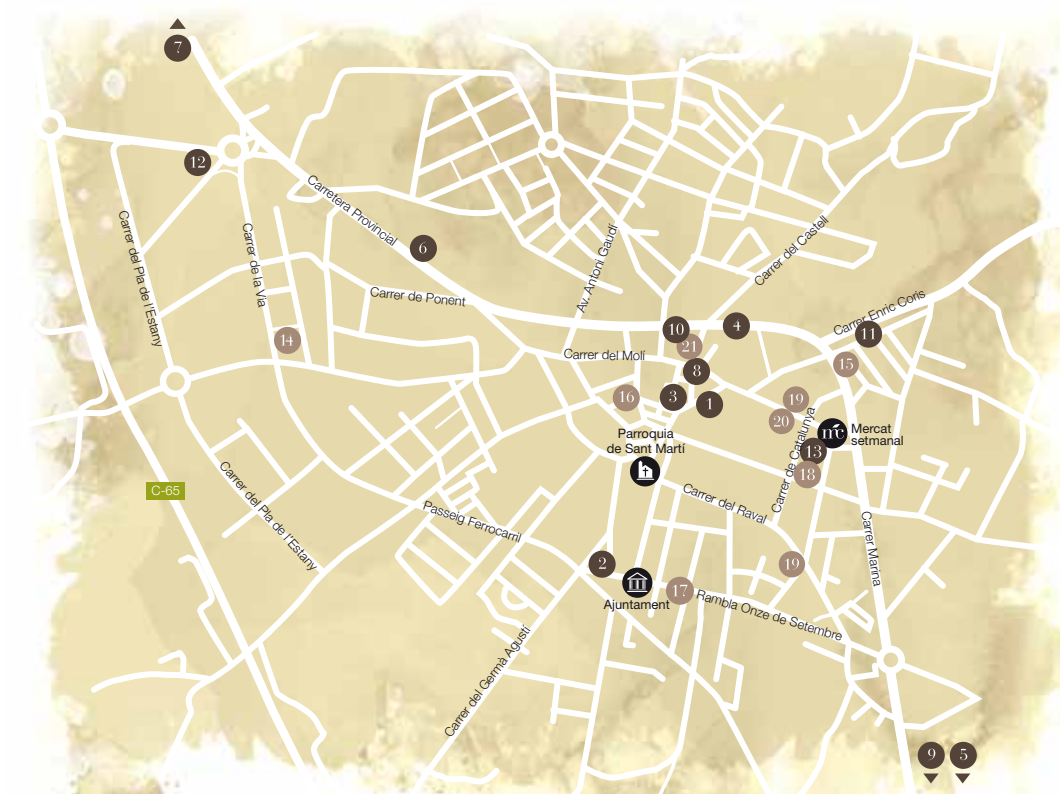 7
12
Carretera Provincial
6
Carrer del Pla de l'Estany
Carrer de la Via
Av. Antoni Gaudí
Carrer del Castell
Carrer de Ponent
Carrer Enric Coris
10
4
11
14
21
Carrer del Molí
15
8
16
3
1
19
20
Parroquia
de Sant Martí
mc
Mercat
setmanal
13
Carrer de Catalunya
18
C-65
Carrer del Pla de l'Estany
Carrer del Raval
Passeig Ferrocarril
Carrer Marina
2
19
Ajuntament
17
Rambla Onze de Setembre
Carrer del Germà Agustí
9
5